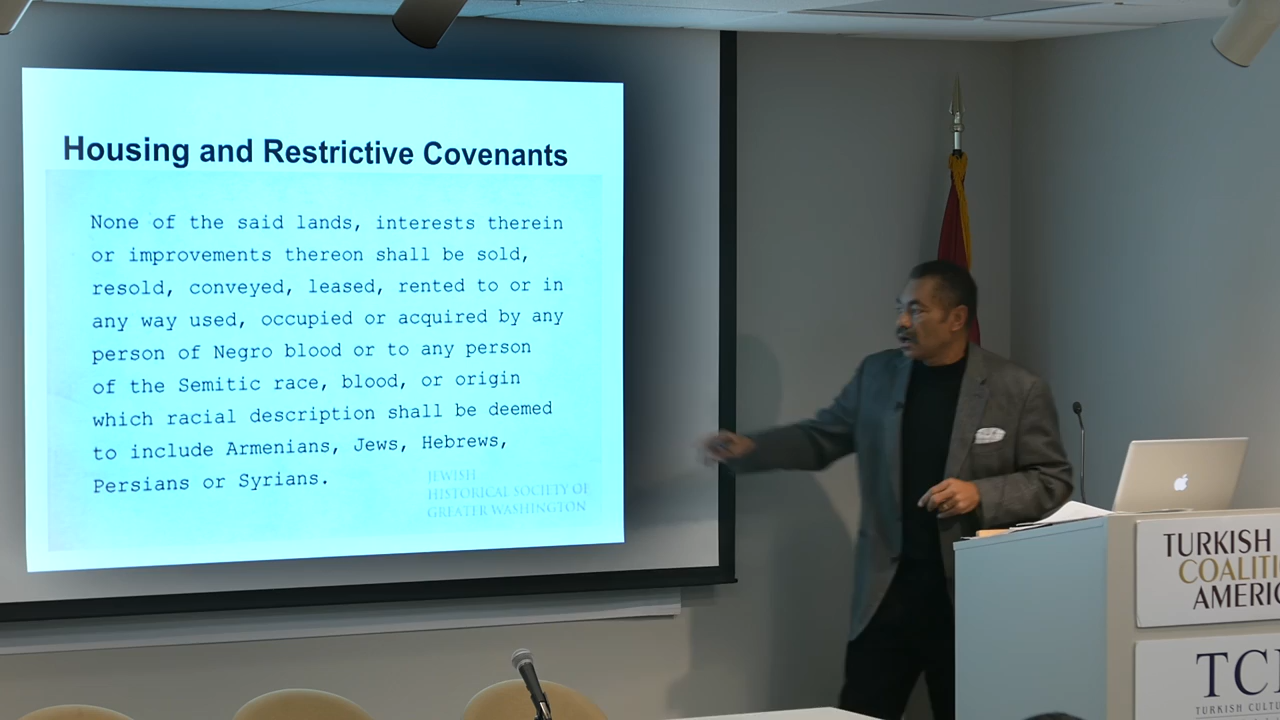 Housing and Restrictive Covenants
None of the said lands, interests therein
or improvements thereon shall be sold,
resold, conveyed, leased, rented to or in
any way used, occupied or acquired by any
person of Negro blood or to any person
of the Semitic race, blood, or origin
which racial description shall be deemed
to include Armenians, Jews, Hebrews,
Persians or Syrians.
JEWISH
HISTORICAL SOCIETY OF
GREATER WASHINGTON
TURKISH
COALITI
AMERIC
TC
TURKISH CULTU